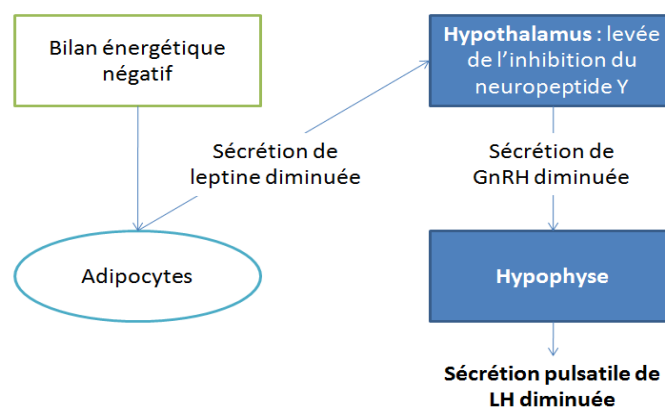 Bilan énergétique
négatif
Hypothalamus : levée
de l’inhibition du
neuropeptide Y
Sécrétion de
leptine diminuée
Sécrétion de
GnRH diminuée
Adipocytes
Hypophyse
Sécrétion pulsatile de
LH diminuée